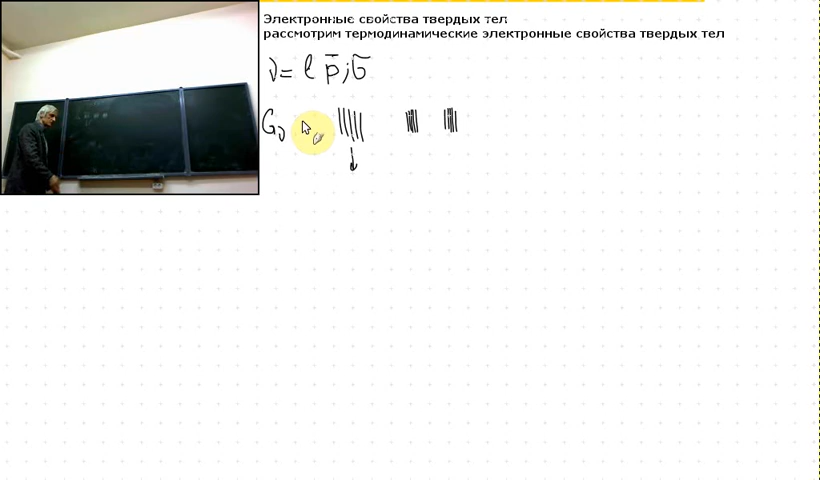 Электронные свойства твердых тел
рассмотрим термодинамические электронные свойства твердых тел
ν = l p̄ j σ̄
G ν